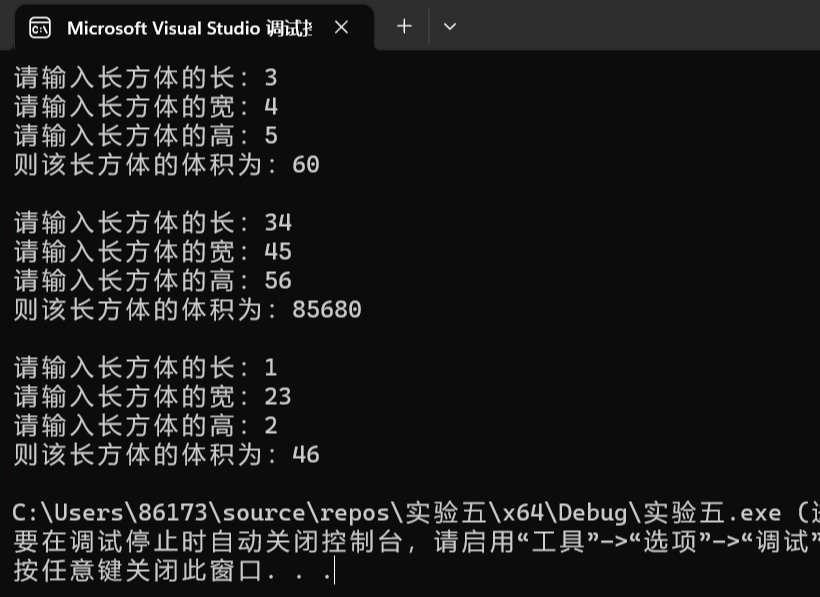 Microsoft Visual Studio 调试控
请输入长方体的长：3
请输入长方体的宽：4
请输入长方体的高：5
则该长方体的体积为：60
请输入长方体的长：34
请输入长方体的宽：45
请输入长方体的高：56
则该长方体的体积为：85680
请输入长方体的长：1
请输入长方体的宽：23
请输入长方体的高：2
则该长方体的体积为：46
C:\Users\86173\source\repos\实验五\x64\Debug\实验五.exe (
要在调试停止时自动关闭控制台，请启用“工具”->“选项”->“调试”
按任意键关闭此窗口. . .